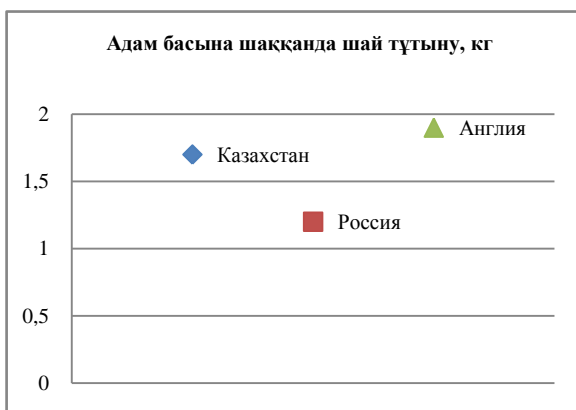 Адам басына шаққанда шай тұтыну, кг
2
Англия
Казахстан
1,5
Россия
1
0,5
0